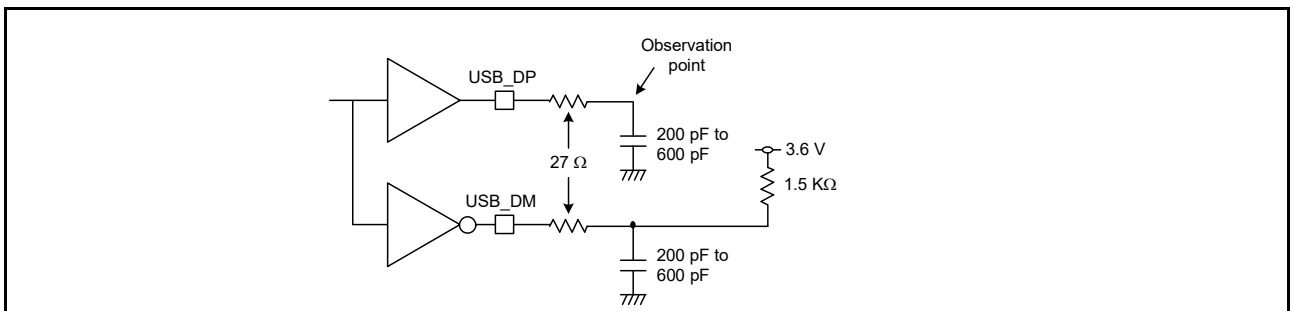 Observation
point
USB_DP
200 pF to
600 pF
3.6 V
27 Ω
1.5 KΩ
USB_DM
200 pF to
600 pF